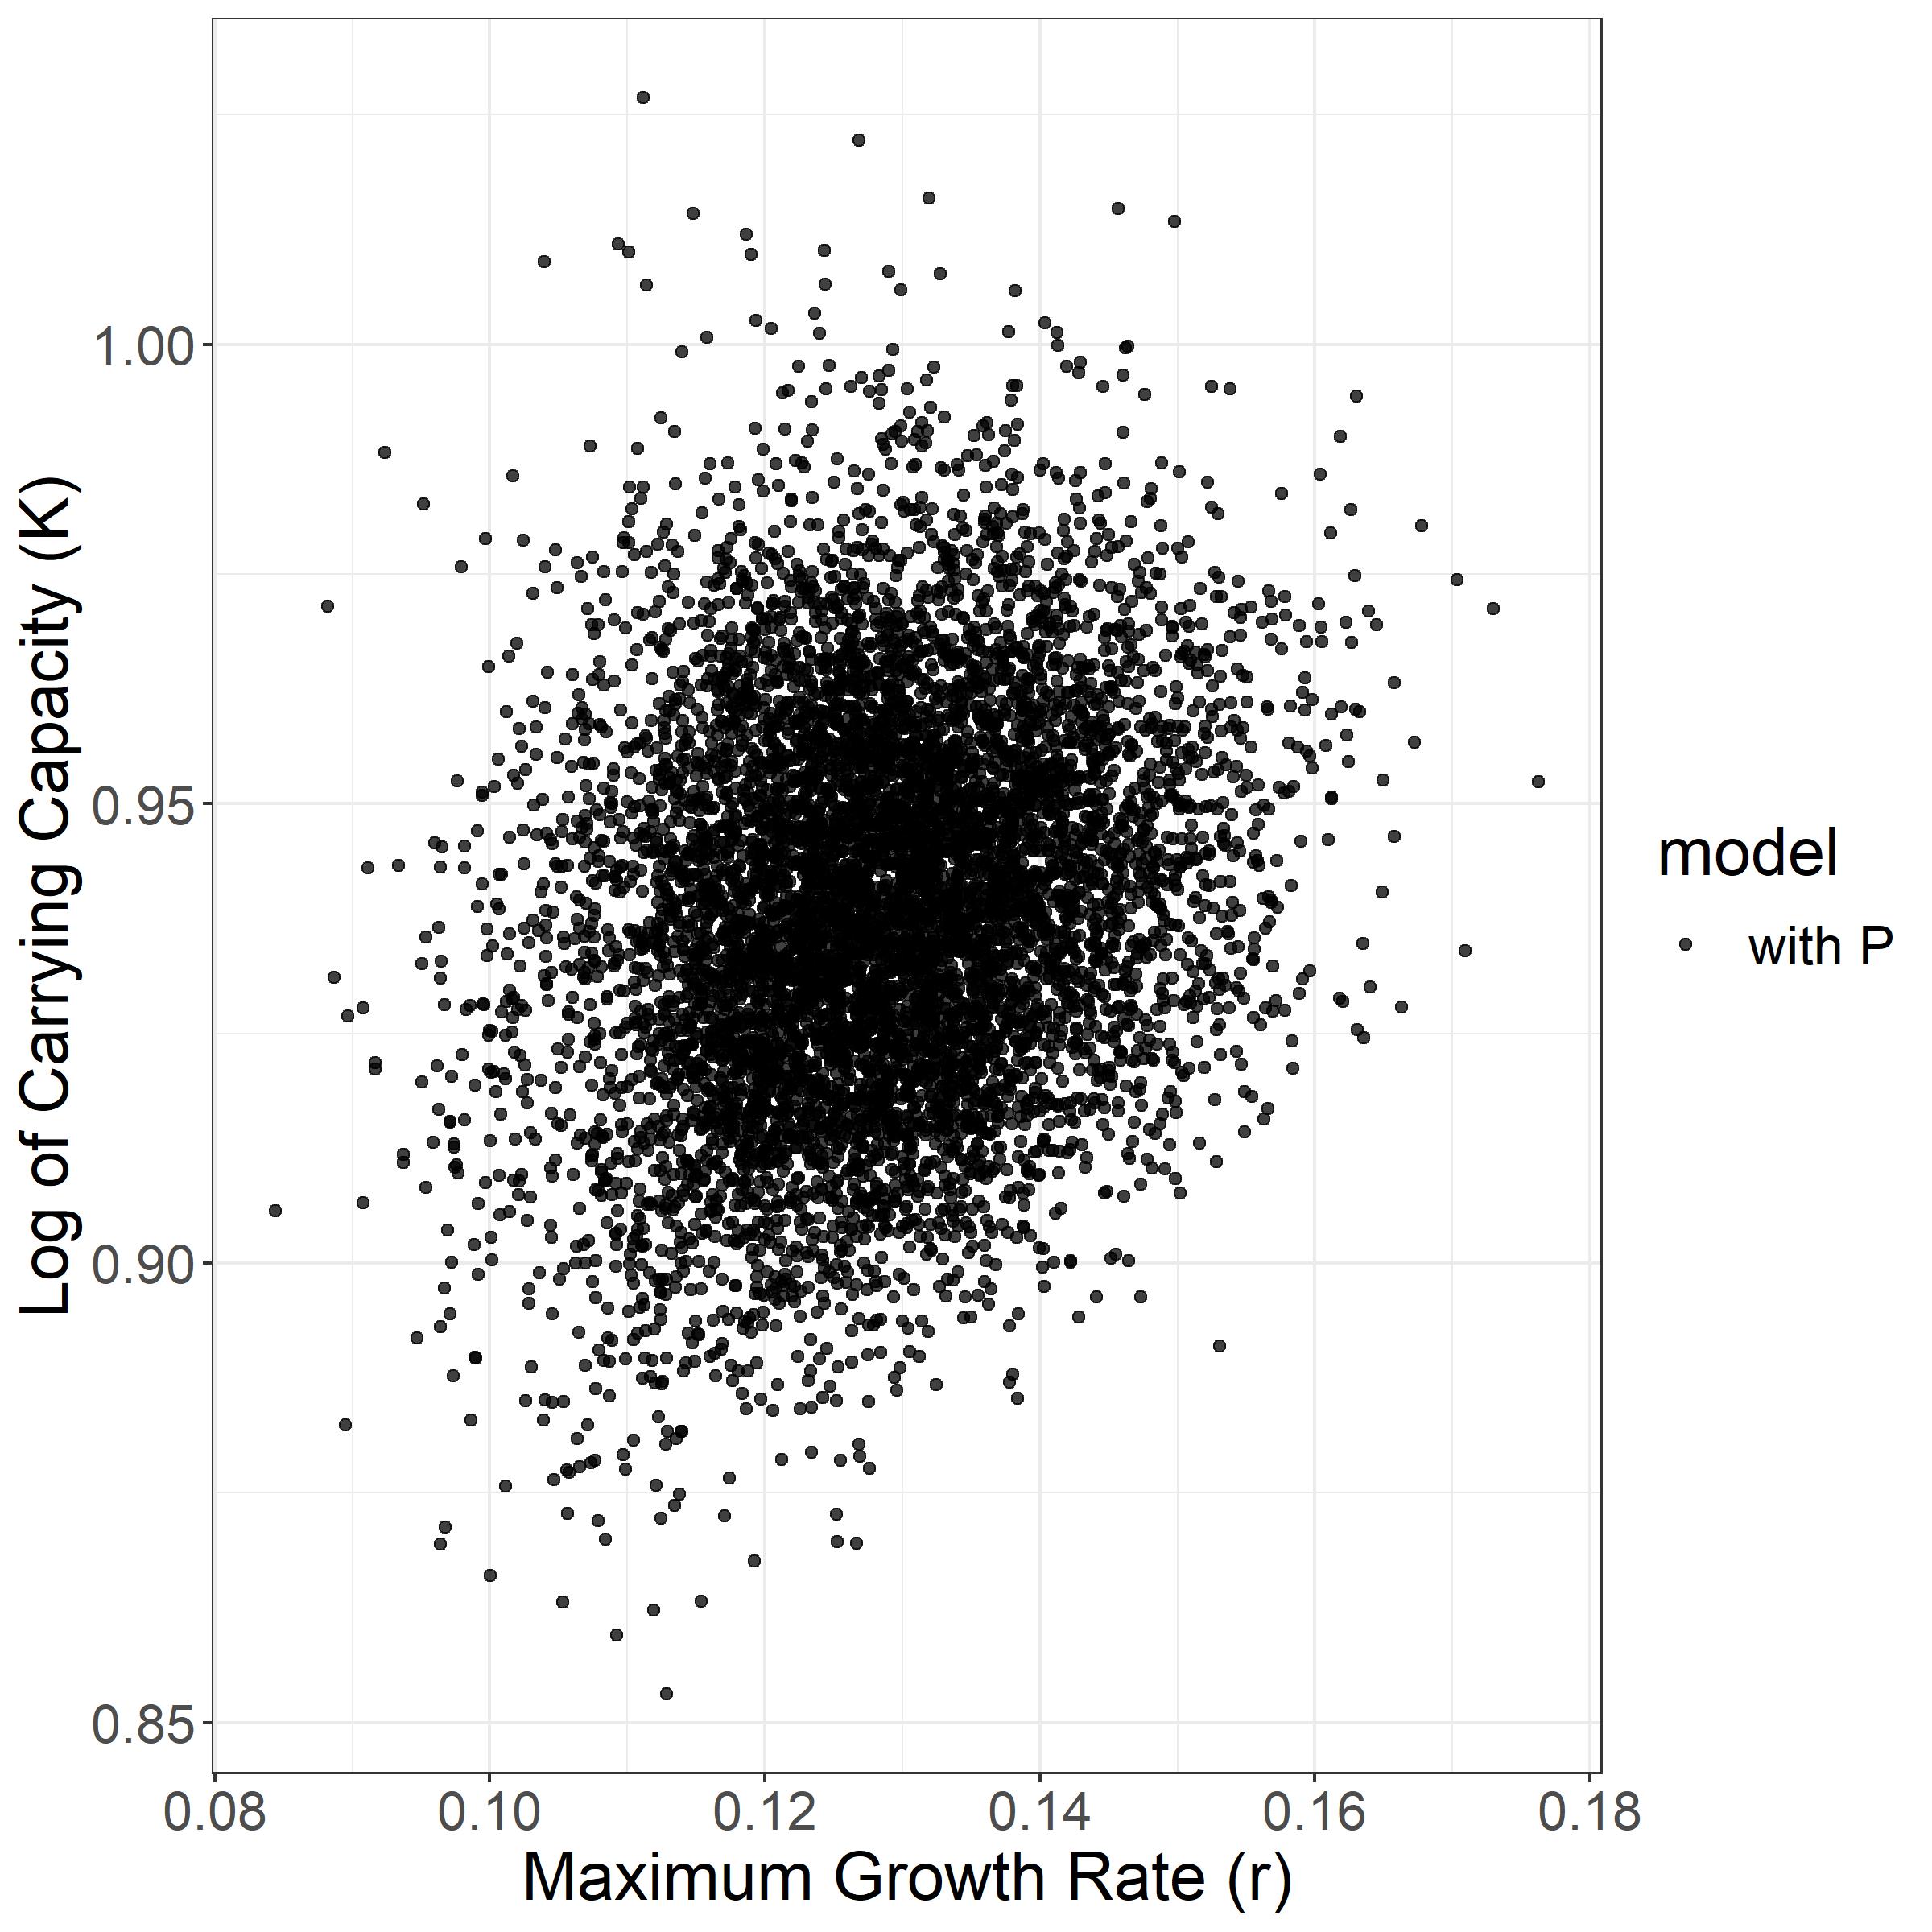 Log of Carrying Capacity (K)
1.00
0.95
0.90
0.85
0.08
0.10
0.12
0.14
0.16
0.18
Maximum Growth Rate (r)
model
with P